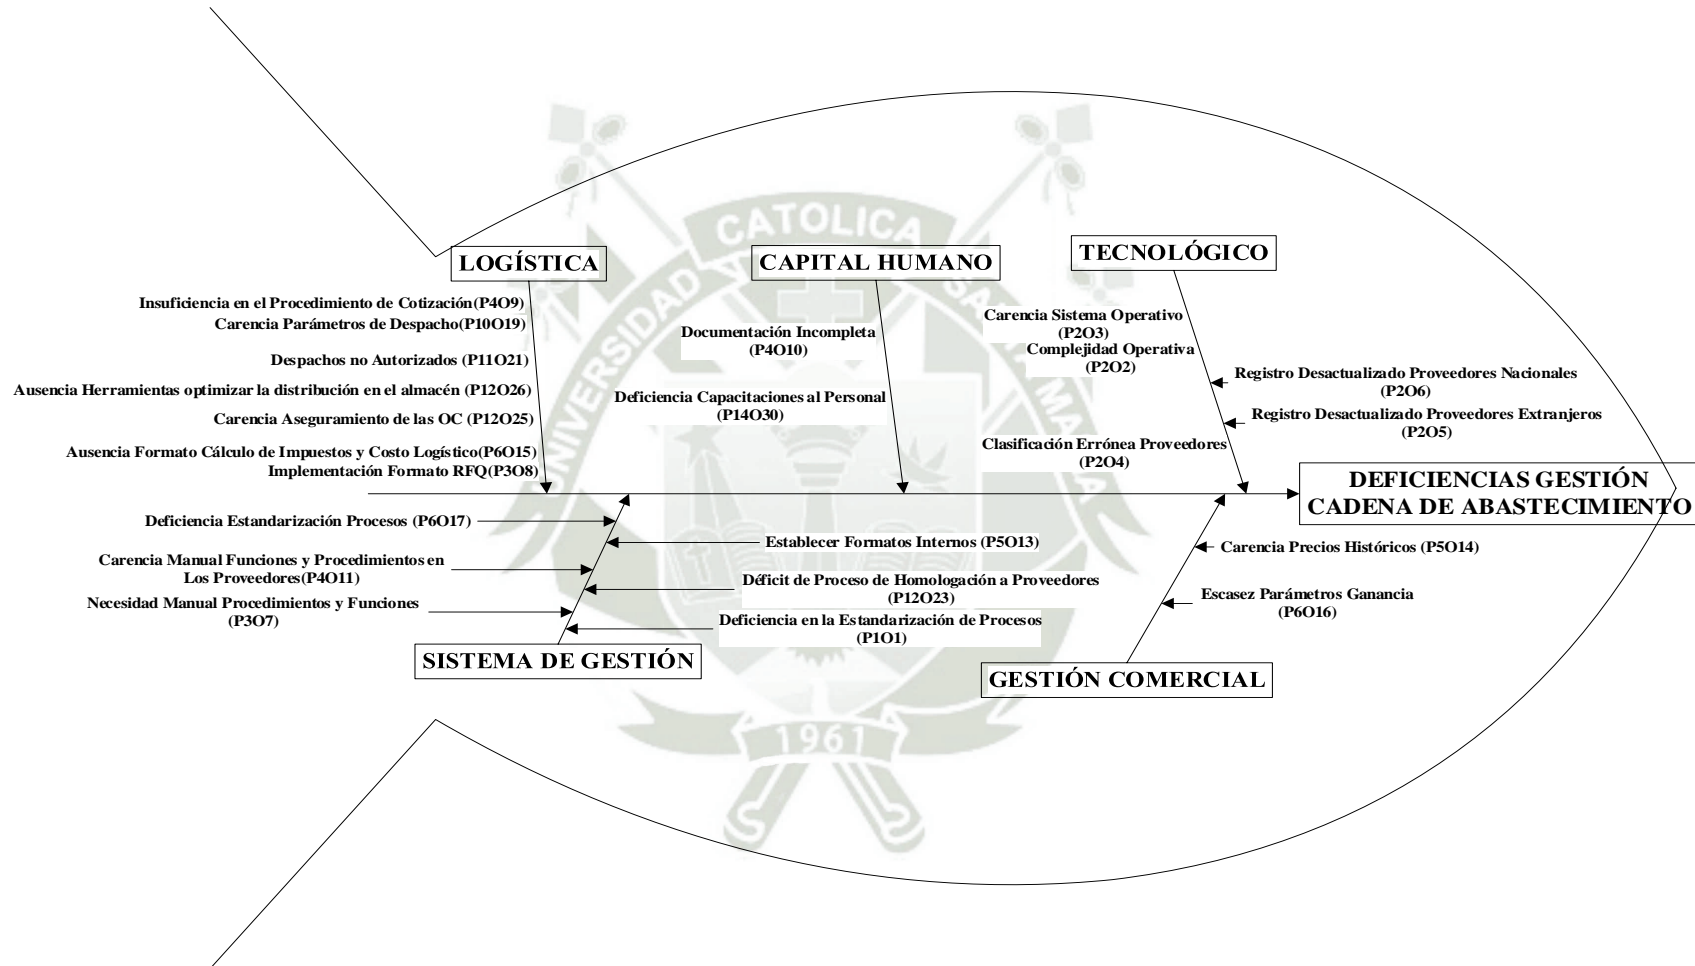 LOGÍSTICA
Insuficiencia en el Procedimiento de Cotización(P4O9)
Carencia Parámetros de Despacho(P10O19)
Despachos no Autorizados (P11O21)
Ausencia Herramientas optimizar la distribución en el almacén (P12O26)
Carencia Aseguramiento de las OC (P12O25)
Ausencia Formato Cálculo de Impuestos y Costo Logístico(P6O15)
Implementación Formato RFQ(P3O8)
CAPITAL HUMANO
Documentación Incompleta
(P4O10)
Deficiencia Capacitaciones al Personal
(P14O30)
TECNOLÓGICO
Carencia Sistema Operativo
(P2O3)
Complejidad Operativa
(P2O2)
Clasificación Errónea Proveedores
(P2O4)
Registro Desactualizado Proveedores Nacionales
(P2O6)
Registro Desactualizado Proveedores Extranjeros
(P2O5)
DEFICIENCIAS GESTIÓN
CADENA DE ABASTECIMIENTO
Deficiencia Estandarización Procesos (P6O17)
Carencia Manual Funciones y Procedimientos en
Los Proveedores(P4O11)
Necesidad Manual Procedimientos y Funciones
(P3O7)
Establecer Formatos Internos (P5O13)
Déficit de Proceso de Homologación a Proveedores
(P12O23)
Deficiencia en la Estandarización de Procesos
(P1O1)
SISTEMA DE GESTIÓN
Carencia Precios Históricos (P5O14)
Escasez Parámetros Ganancia
(P6O16)
GESTIÓN COMERCIAL
UNIVERSIDAD
CATOLICA
1961